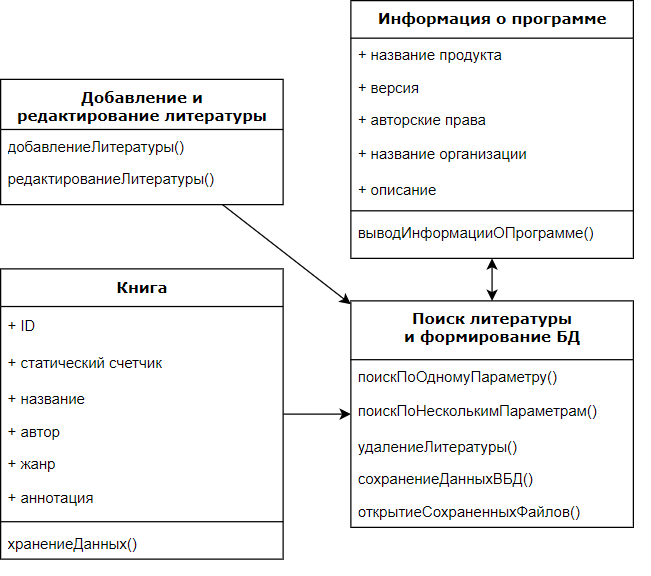 Информация о программе
+ название продукта
+ версия
+ авторские права
+ название организации
+ описание
выводИнформацииОПрограмме()
Добавление и
редактирование литературы
добавлениеЛитературы()
редактированиеЛитературы()
Книга
+ ID
+ статический счетчик
+ название
+ автор
+ жанр
+ аннотация
хранениеДанных()
Поиск литературы
и формирование БД
поискПоОдномуПараметру()
поискПоНесколькимПараметрам()
удалениеЛитературы()
сохранениеДанныхВБД()
открытиеСохраненныхФайлов()